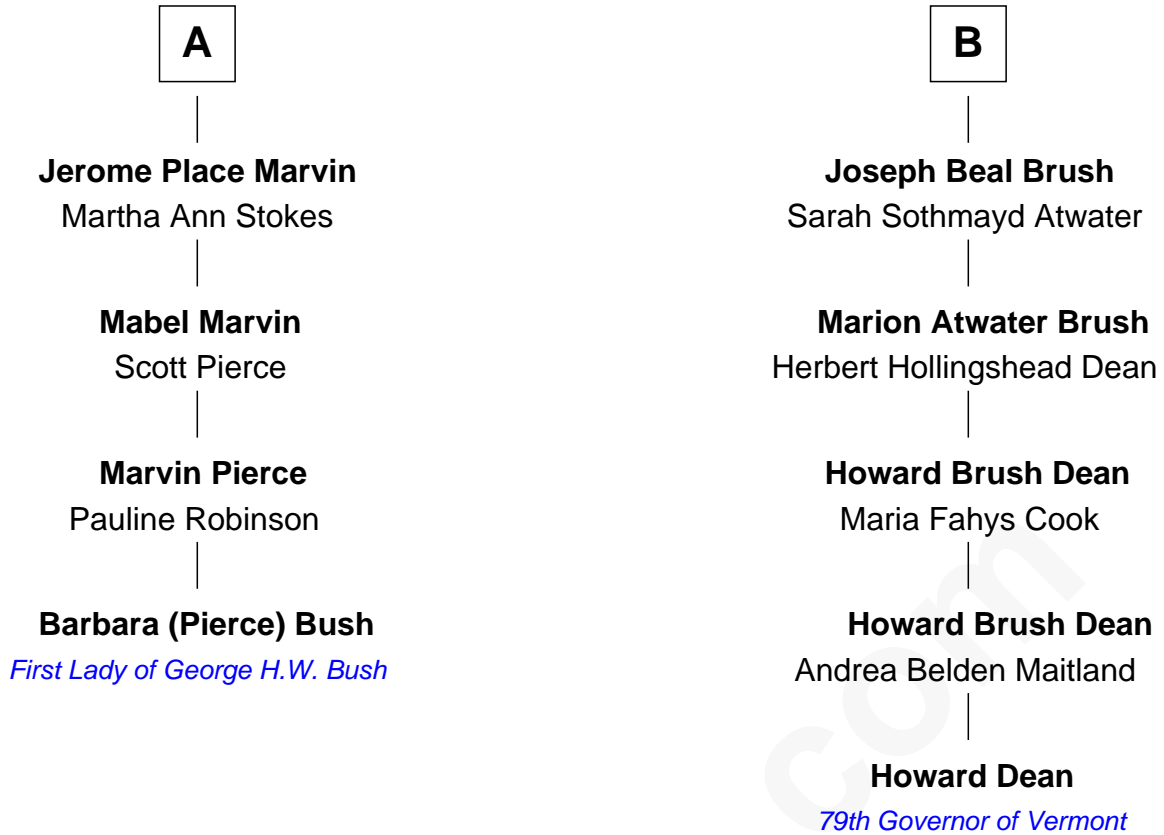 A
Jerome Place Marvin
Martha Ann Stokes
Mabel Marvin
Scott Pierce
Marvin Pierce
Pauline Robinson
Barbara (Pierce) Bush
First Lady of George H.W. Bush
B
Joseph Beal Brush
Sarah Sothmayd Atwater
Marion Atwater Brush
Herbert Hollingshead Dean
Howard Brush Dean
Maria Fahys Cook
Howard Brush Dean
Andrea Belden Maitland
Howard Dean
79th Governor of Vermont
com